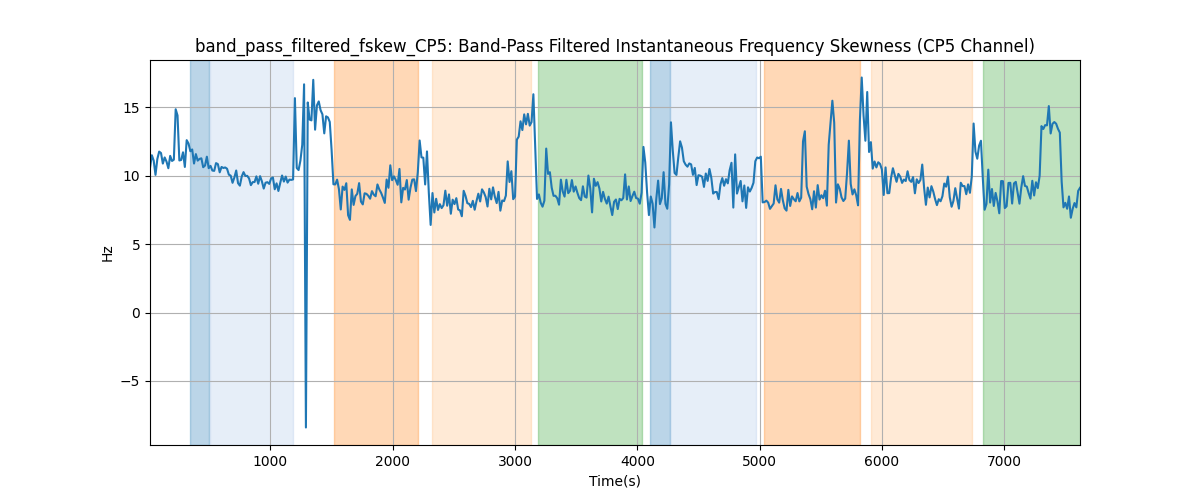 band_pass_filtered_fskew_CP5: Band-Pass Filtered Instantaneous Frequency Skewness (CP5 Channel)
15
10
5
0
−5
Hz
1000 2000 3000 4000 5000 6000 7000
Time(s)